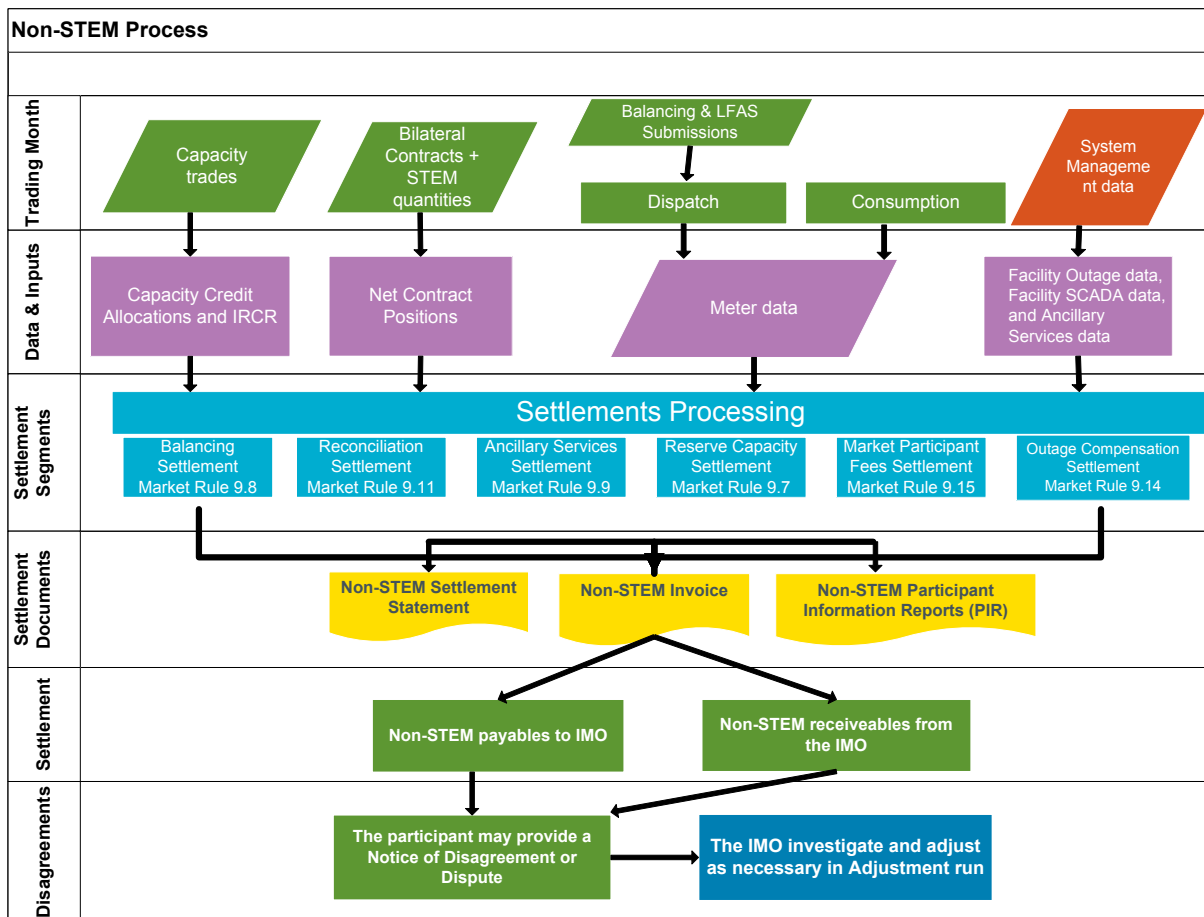 Non-STEM Process
Trading Month
Capacity
trades
Bilateral
Contracts +
STEM
quantities
Balancing & LFAS
Submissions
Dispatch
Consumption
System
Manageme
nt data
Data & Inputs
Capacity Credit
Allocations and IRCR
Net Contract
Positions
Meter data
Facility Outage data,
Facility SCADA data,
and Ancillary
Services data
Settlement
Segments
Settlements Processing
Balancing
Settlement
Market Rule 9.8
Reconciliation
Settlement
Market Rule 9.11
Ancillary Services
Settlement
Market Rule 9.9
Reserve Capacity
Settlement
Market Rule 9.7
Market Participant
Fees Settlement
Market Rule 9.15
Outage Compensation
Settlement
Market Rule 9.14
Settlement
Documents
Non-STEM Settlement
Statement
Non-STEM Invoice
Non-STEM Participant
Information Reports (PIR)
Settlement
Non-STEM payables to IMO
Non-STEM receiveables from
the IMO
Disagreements
The participant may provide a
Notice of Disagreement or
Dispute
The IMO investigate and adjust
as necessary in Adjustment run